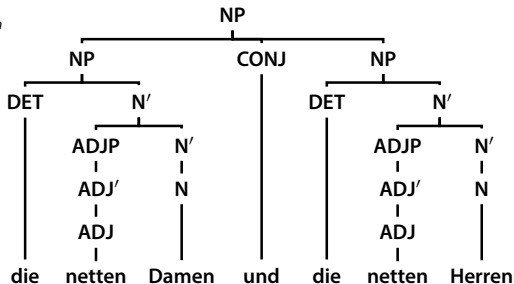 NP
NP CONJ NP
DET N′ DET N′
ADJP N′ ADJP N′
ADJ′ N ADJ′ N
ADJ ADJ
die netten Damen und die netten Herren